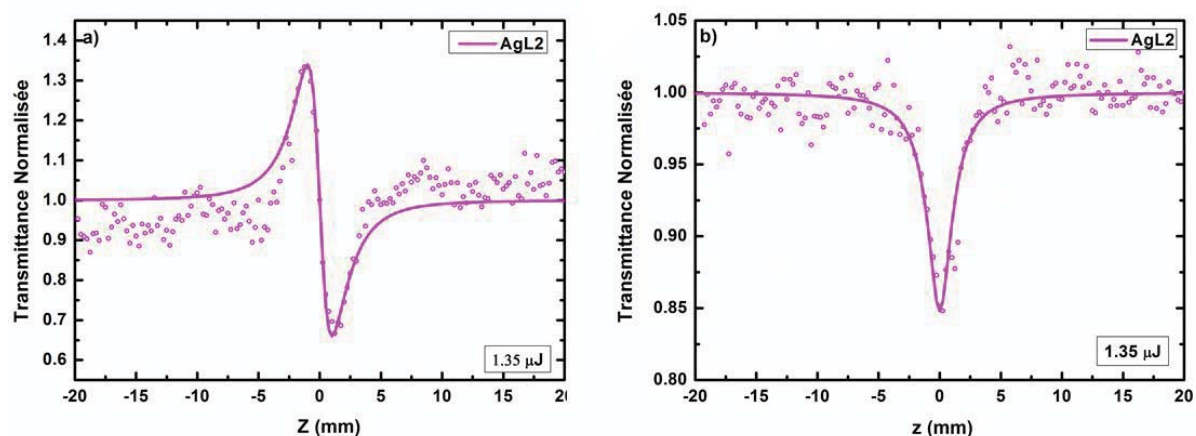 a)
AgL2
Transmittance Normalisée
1.4
1.3
1.2
1.1
1.0
0.9
0.8
0.7
0.6
1.35 μJ
-20 -15 -10 -5 0 5 10 15 20
Z (mm)
b)
AgL2
Transmittance Normalisée
1.05
1.00
0.95
0.90
0.85
0.80
1.35 μJ
-20 -15 -10 -5 0 5 10 15 20
z (mm)